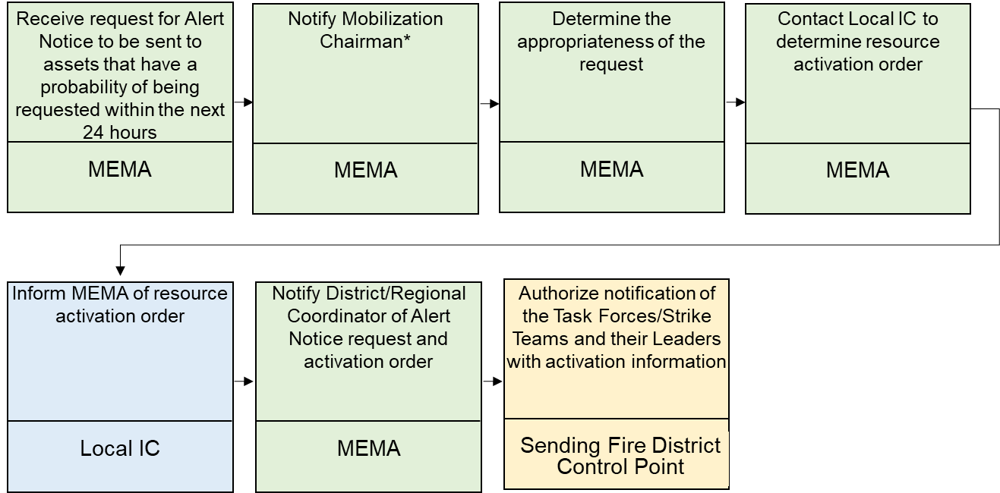 Receive request for Alert
Notice to be sent to
assets that have a
probability of being
requested within the next
24 hours
MEMA
Notify Mobilization
Chairman*
MEMA
Determine the
appropriateness of the
request
MEMA
Contact Local IC to
determine resource
activation order
MEMA
Inform MEMA of resource
activation order
Local IC
Notify District/Regional
Coordinator of Alert
Notice request and
activation order
MEMA
Authorize notification of
the Task Forces/Strike
Teams and their Leaders
with activation information
Sending Fire District
Control Point